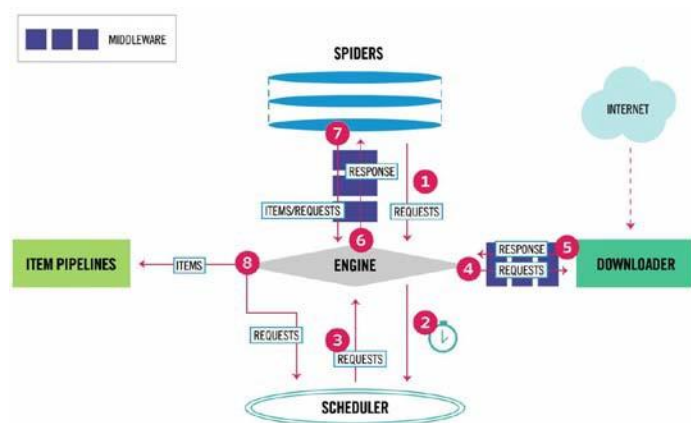 MIDDLEWARE
SPIDERS
INTERNET
7
RESPONSE
1
ITEMS/REQUESTS
REQUESTS
6
RESPONSE
5
ITEM PIPELINES
ITEMS
8
ENGINE
4
REQUESTS
DOWNLOADER
2
REQUESTS
3
REQUESTS
SCHEDULER